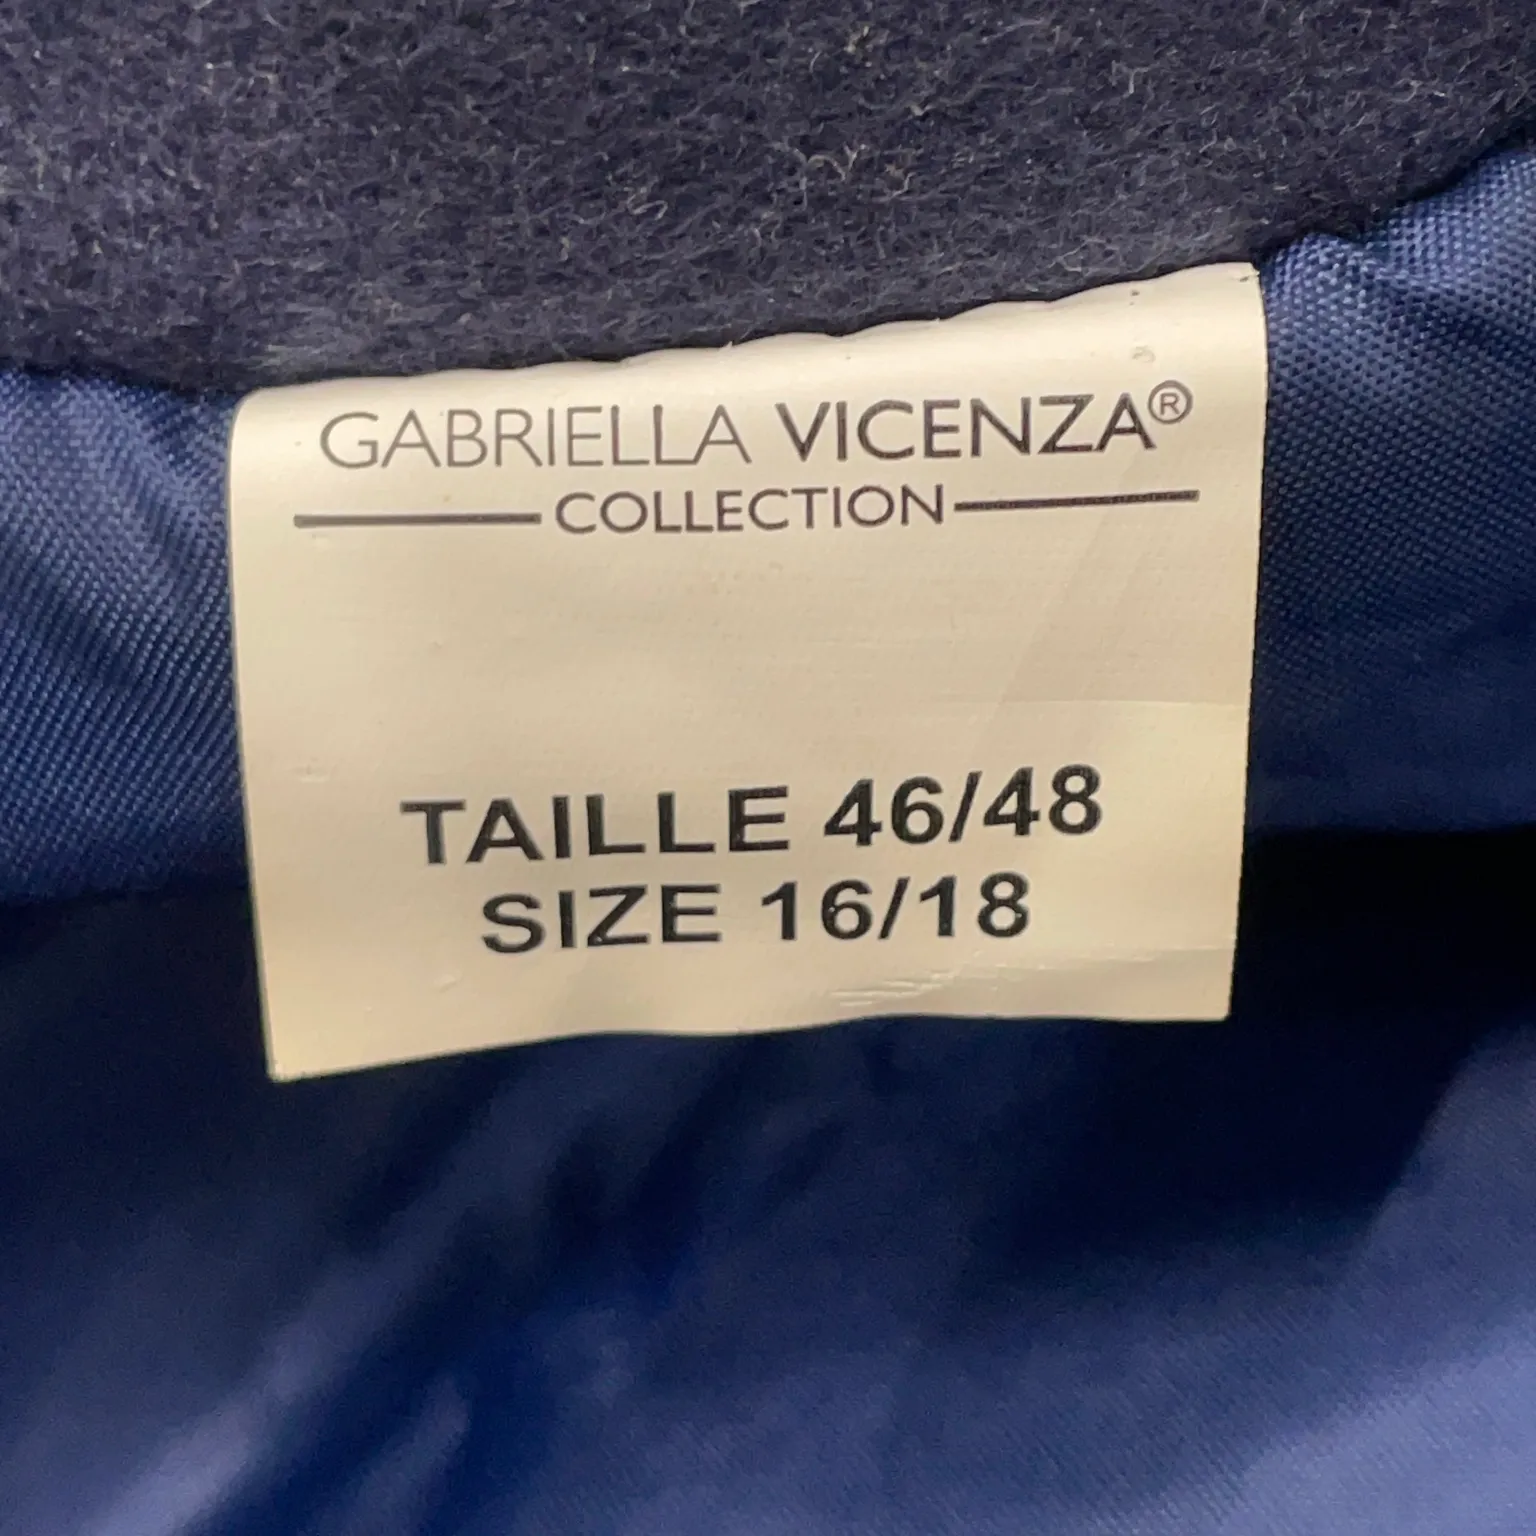 GABRIELLA VICENZA®
COLLECTION
TAILLE 46/48
SIZE 16/18